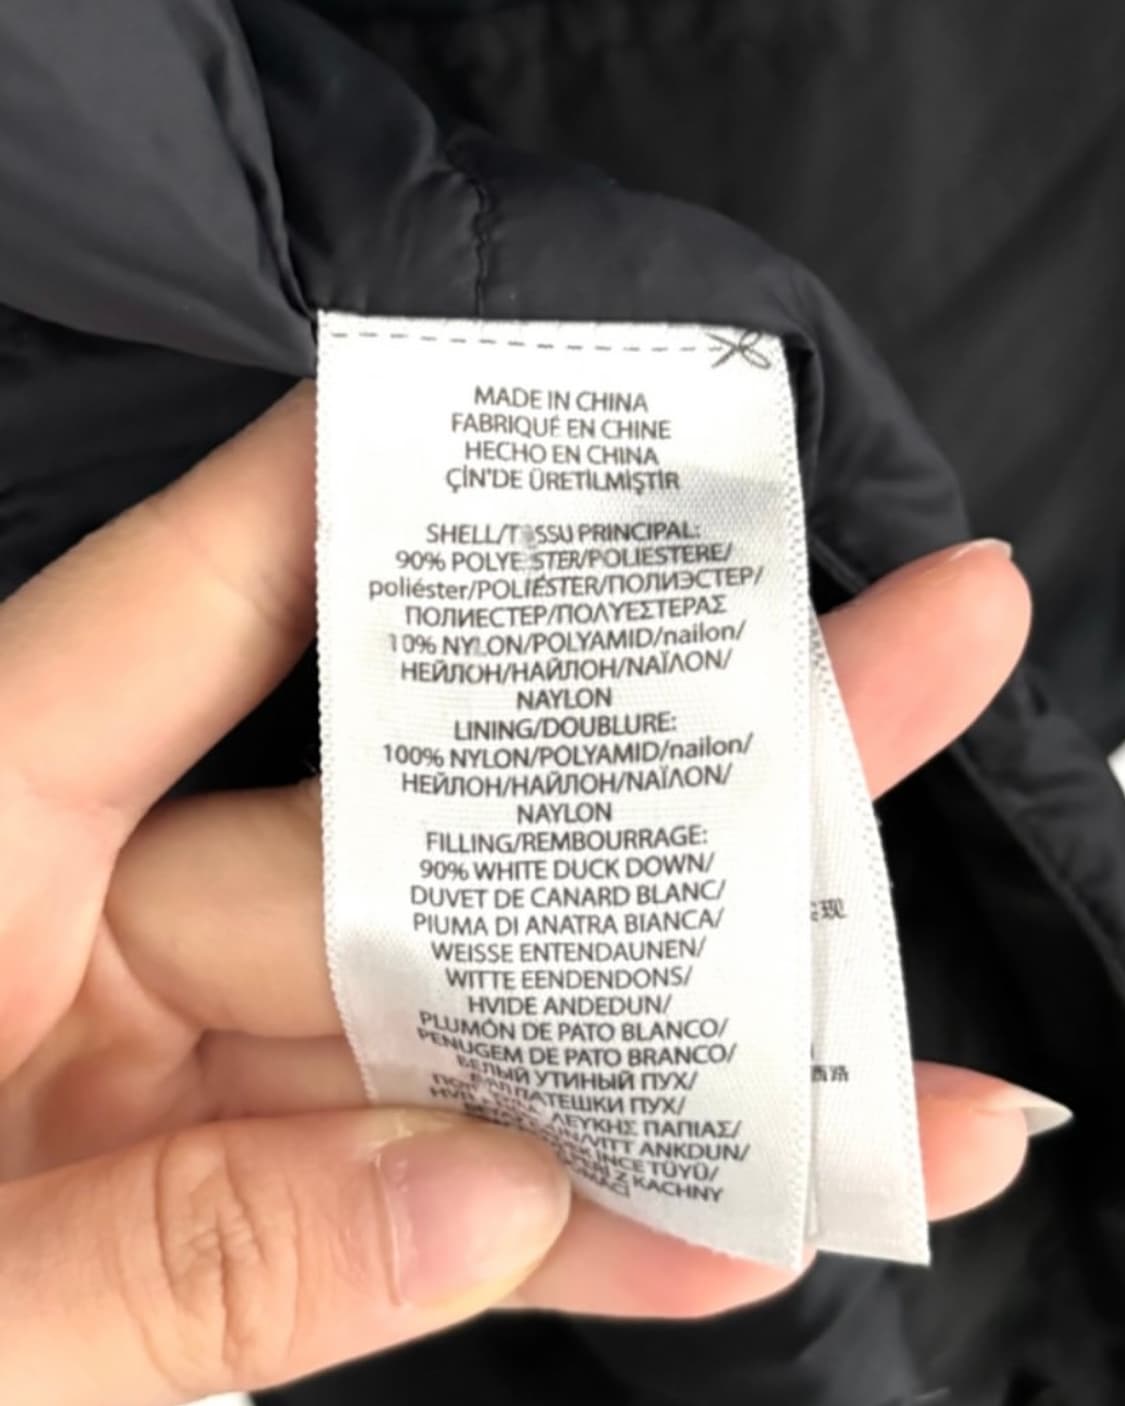 MADE IN CHINA
FABRIQUÉ EN CHINE
HECHO EN CHINA
ÇİN'DE ÜRETİLMİŞTİR
SHELL/T SSU PRINCIPAL:
90% POLYE STER/POLIESTERE/
poliéster/POLIÉSTER/ПОЛИЭСТЕР/
ПОЛИЕСТЕР/ΠΟΛΥΕΣΤΕΡΑΣ
10% NYLON/POLYAMID/nailon/
НЕЙЛОН/НАЙЛОН/ΝΑΪΛΟΝ/
NAYLON
LINING/DOUBLURE:
100% NYLON/POLYAMID/nailon/
НЕЙЛОН/НАЙЛОН/ΝΑΪΛΟΝ/
NAYLON
FILLING/REMBOURRAGE:
90% WHITE DUCK DOWN/
DUVET DE CANARD BLANC/
PIUMA DI ANATRA BIANCA/
WEISSE ENTENDAUNEN/
WITTE EENDENDONS/
HVIDE ANDEDUN/
PLUMÓN DE PATO BLANCO/
PENUGEM DE PATO BRANCO/
БЕЛЫЙ УТИНЫЙ ПУХ/
ПУХ/
ΛΕΥΚΗΣ ΠΑΠΙΑΣ/
VITT ANKDUN/
TÜYÜ/
Z KACHNY
现